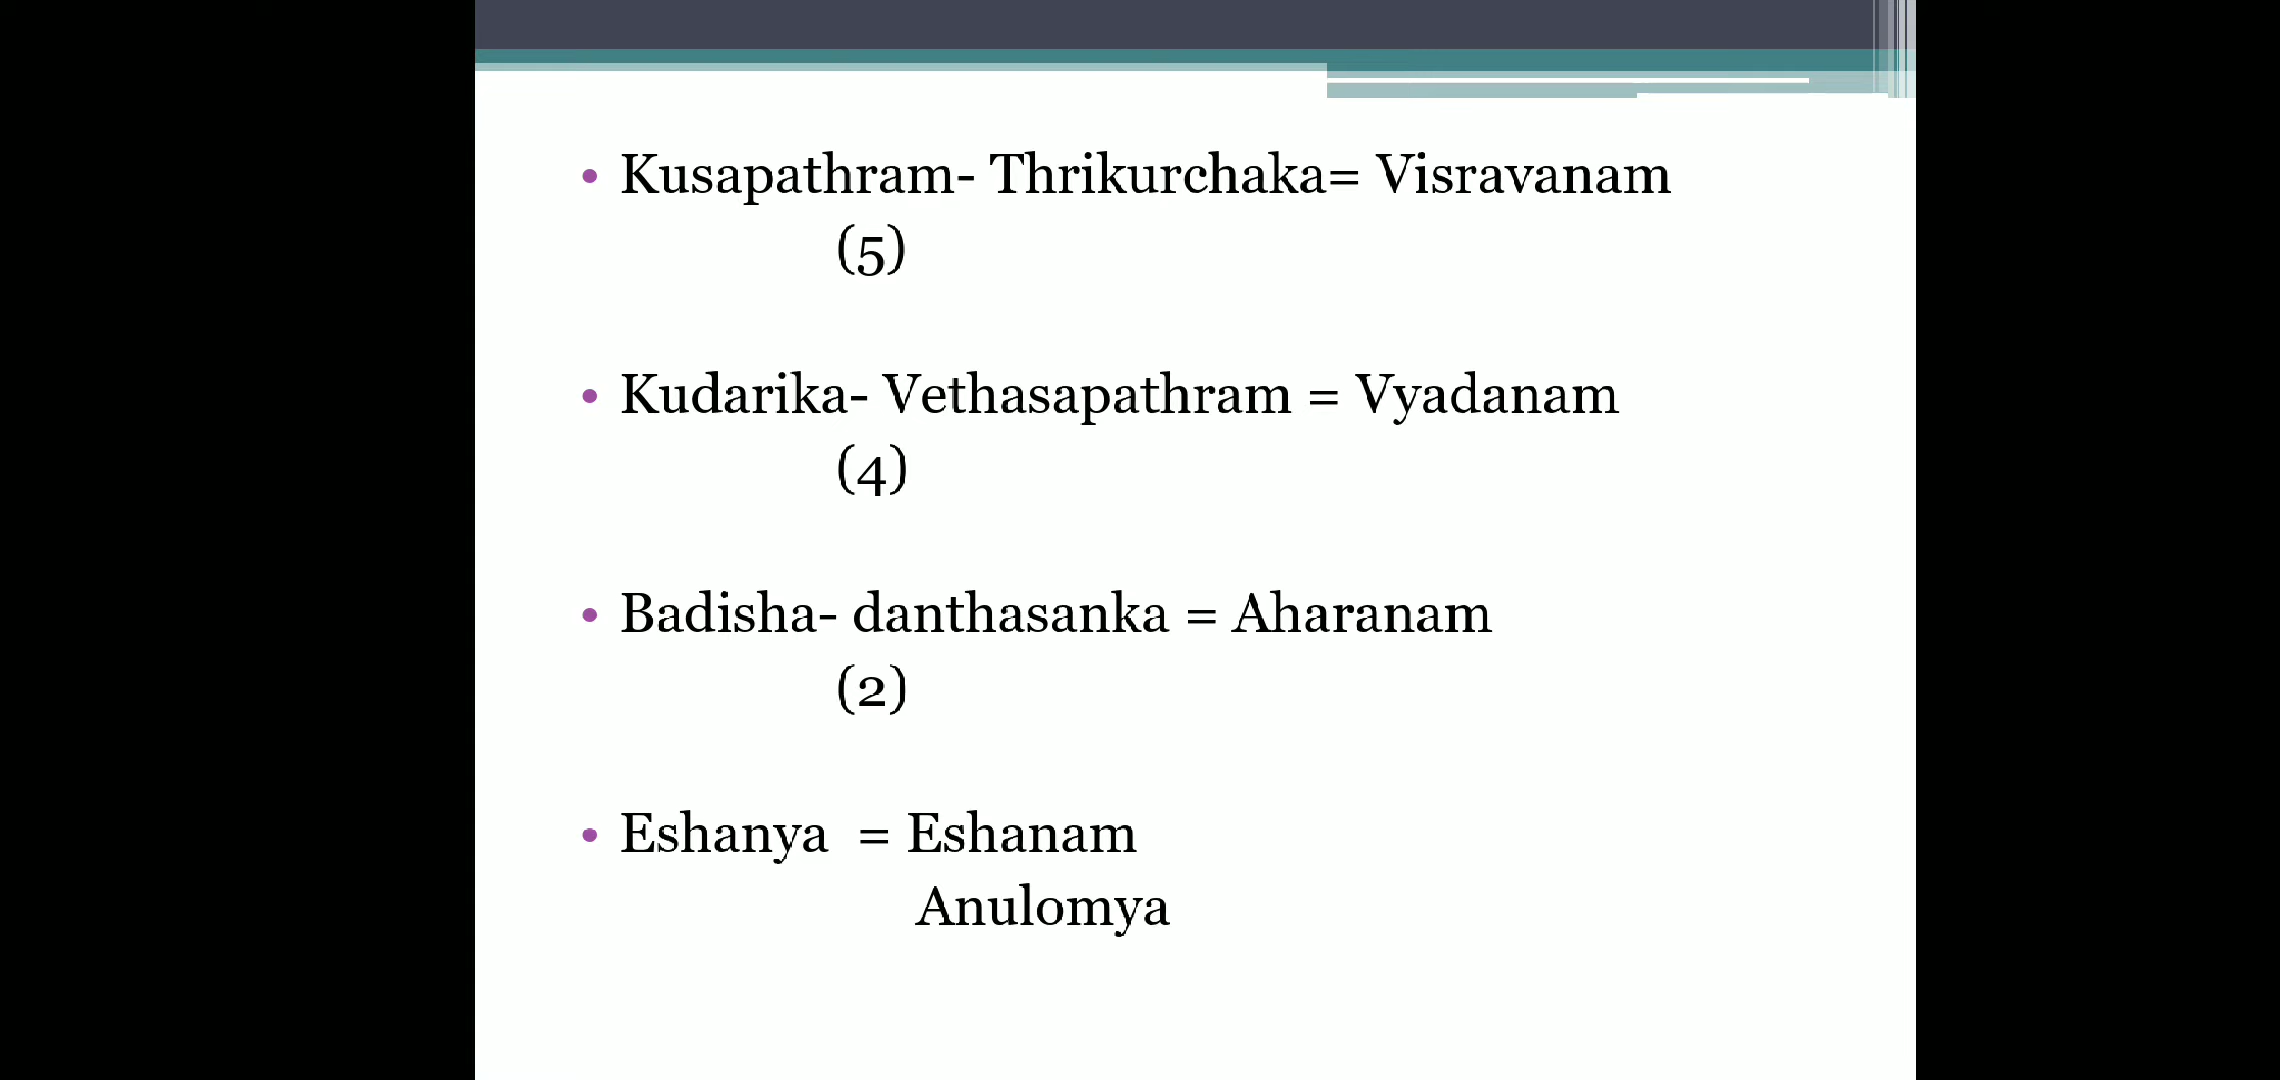 • Kusapathram- Thrikurchaka= Visravanam
(5)
• Kudarika- Vethasapathram = Vyadanam
(4)
• Badisha- danthasanka = Aharanam
(2)
• Eshanya = Eshanam
Anulomya